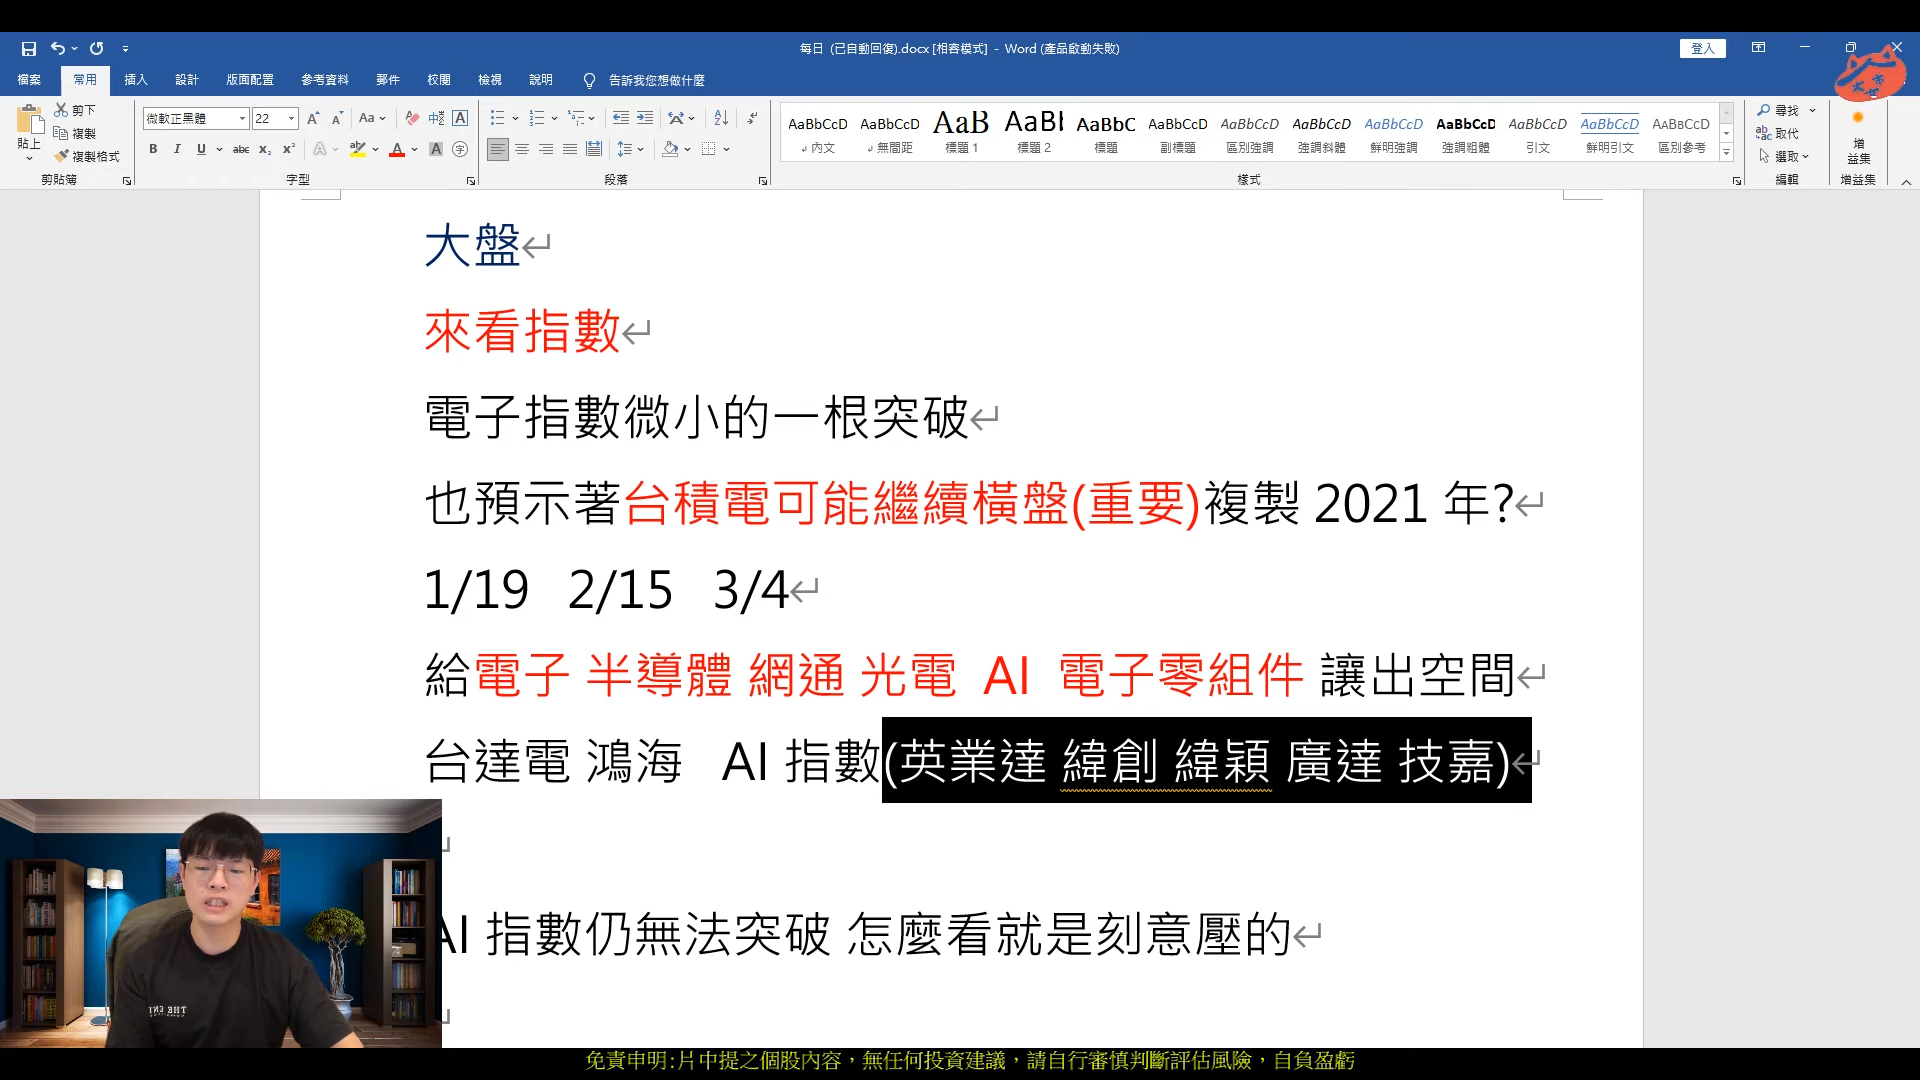 每日 (已自動回復).docx [相容模式] - Word (產品啟動失敗)
登入
檔案 常用 插入 設計 版面配置 參考資料 郵件 校閱 檢視 說明 告訴我您想做什麼
貼上 剪下 複製 複製格式 剪貼簿
微軟正黑體 22 字型
段落
AaBbCcD AaBbCcD AaB AaBl AaBbC AaBbCcD AaBbCcD AaBbCcD AaBbCcD AaBbCcD AaBbCcD AaBbCcD AaBbCcD
內文 無間距 標題 1 標題 2 標題 副標題 區別強調 強調斜體 鮮明強調 強調粗體 引文 鮮明引文 區別參考
樣式
尋找 取代 選取 編輯
增益集 增益集
大盤
來看指數
電子指數微小的一根突破
也預示著台積電可能繼續橫盤(重要)複製 2021 年?
1/19 2/15 3/4
給電子 半導體 網通 光電 AI 電子零組件 讓出空間
台達電 鴻海 AI 指數(英業達 緯創 緯穎 廣達 技嘉)
AI 指數仍無法突破 怎麼看就是刻意壓的
免責申明:片中提之個股內容，無任何投資建議，請自行審慎判斷評估風險，自負盈虧